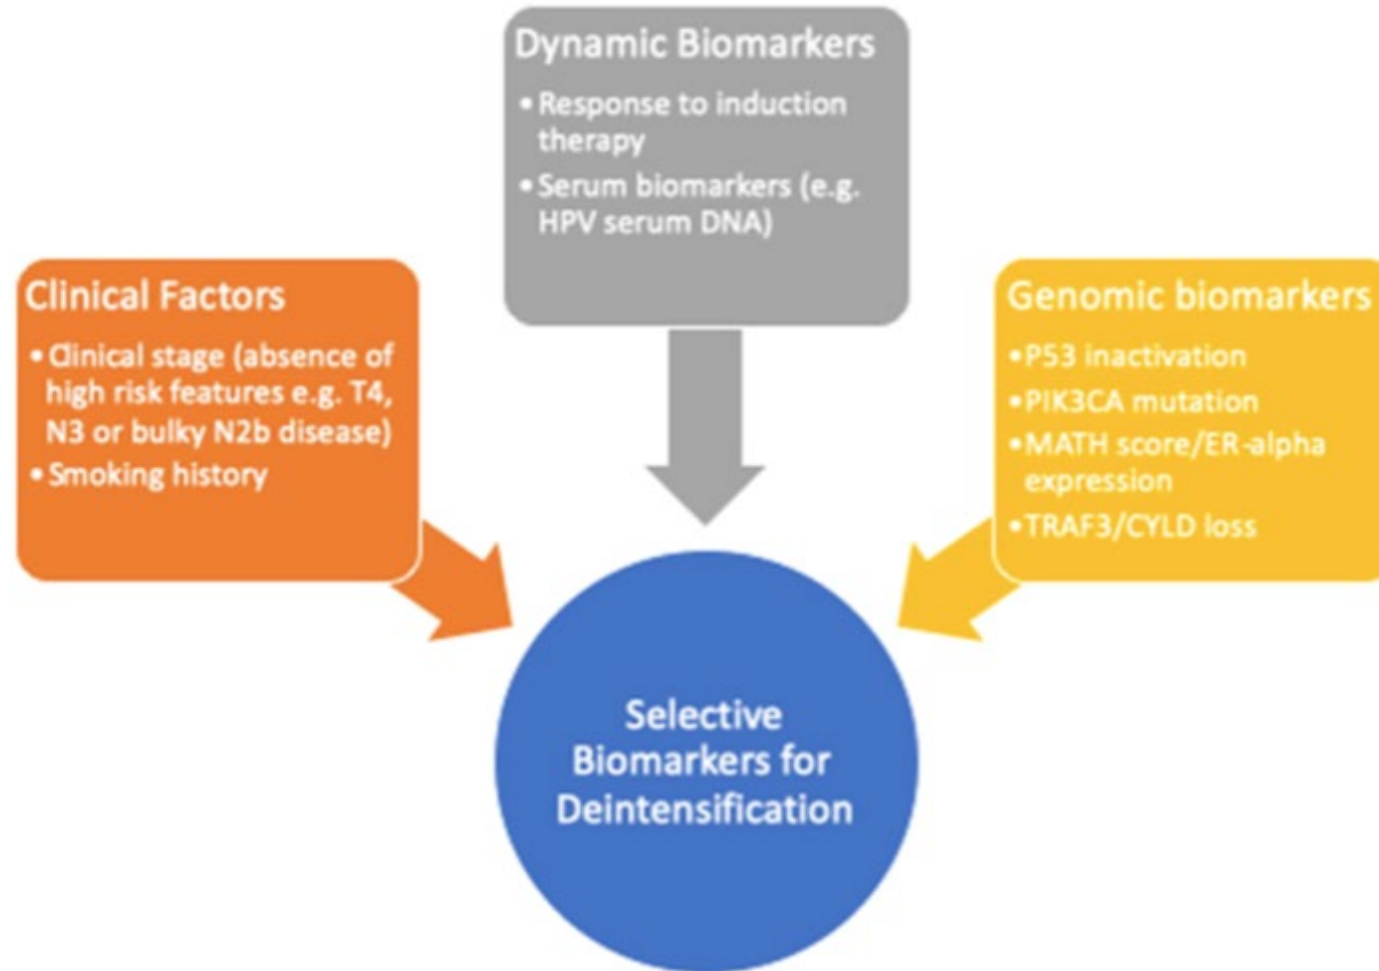 Dynamic Biomarkers
• Response to induction
therapy
• Serum biomarkers (e.g.
HPV serum DNA)
Clinical Factors
• Clinical stage (absence of
high risk features e.g. T4,
N3 or bulky N2b disease)
• Smoking history
Genomic biomarkers
• P53 inactivation
• PIK3CA mutation
• MATH score/ER-alpha
expression
• TRAF3/CYLD loss
Selective
Biomarkers for
Deintensification